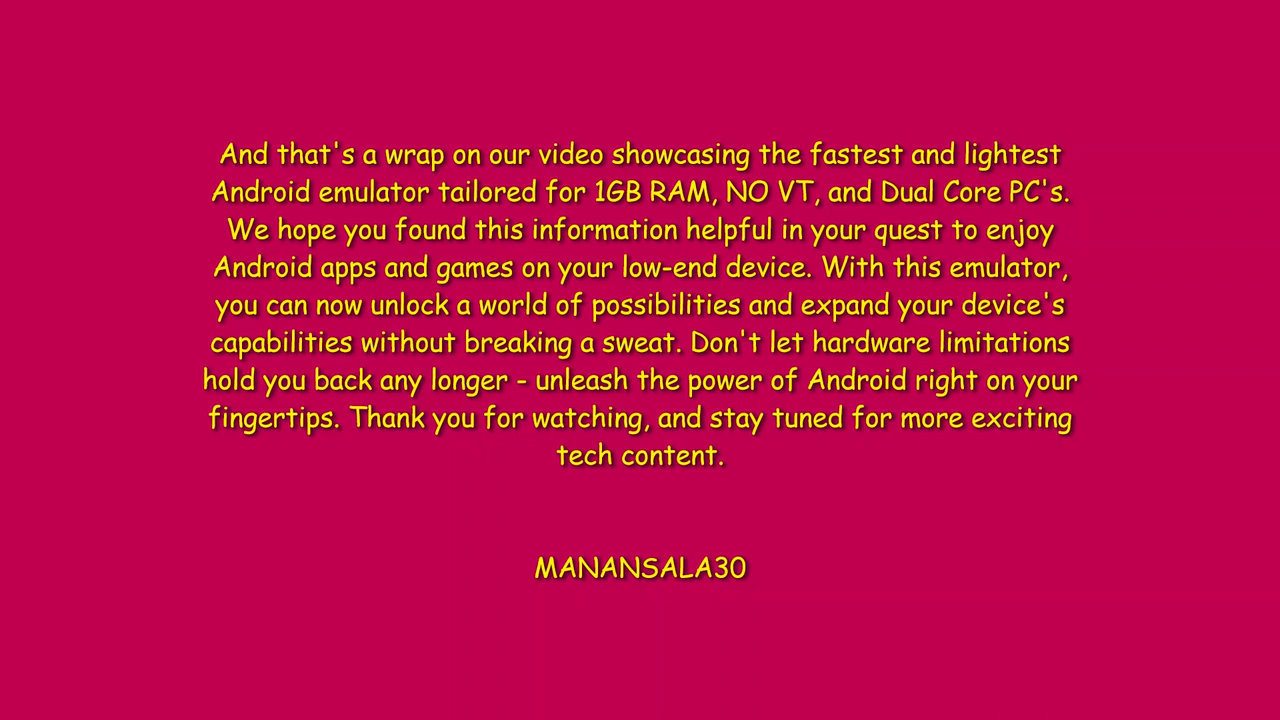 And that's a wrap on our video showcasing the fastest and lightest
Android emulator tailored for 1GB RAM, NO VT, and Dual Core PC's.
We hope you found this information helpful in your quest to enjoy
Android apps and games on your low-end device. With this emulator,
you can now unlock a world of possibilities and expand your device's
capabilities without breaking a sweat. Don't let hardware limitations
hold you back any longer - unleash the power of Android right on your
fingertips. Thank you for watching, and stay tuned for more exciting
tech content.
MANANSALA30